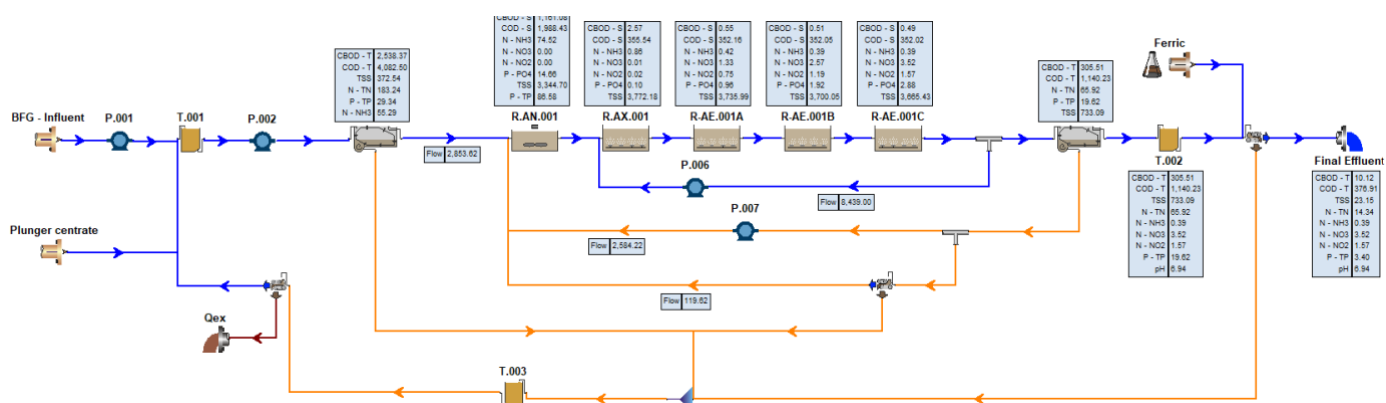 CBOD - S 1,161.08
COD - S 1,988.43
N - NH3 74.52
N - NO3 0.00
N - NO2 0.00
P - PO4 14.66
TSS 3,344.70
P - TP 86.58
CBOD - S 2.57
COD - S 355.54
N - NH3 0.86
N - NO3 0.01
N - NO2 0.02
P - PO4 0.10
TSS 3,772.18
CBOD - S 0.55
COD - S 352.16
N - NH3 0.42
N - NO3 1.33
N - NO2 0.75
P - PO4 0.96
TSS 3,735.99
CBOD - S 0.51
COD - S 352.05
N - NH3 0.39
N - NO3 2.57
N - NO2 1.19
P - PO4 1.92
TSS 3,700.05
CBOD - S 0.49
COD - S 352.02
N - NH3 0.39
N - NO3 3.52
N - NO2 1.57
P - PO4 2.88
TSS 3,665.43
CBOD - T 2,538.37
COD - T 4,082.50
TSS 372.54
N - TN 183.24
P - TP 29.34
N - NH3 55.29
CBOD - T 305.51
COD - T 1,140.23
N - TN 65.92
P - TP 19.62
TSS 733.09
Ferric
BFG - Influent
P.001
T.001
P.002
R.AN.001
R.AX.001
R-AE.001A
R-AE.001B
R-AE.001C
Flow 2,853.62
T.002
Final Effluent
P.006
Flow 8,439.00
CBOD - T 305.51
COD - T 1,140.23
TSS 733.09
N - TN 65.92
N - NH3 0.39
N - NO3 3.52
N - NO2 1.57
P - TP 19.62
pH 6.94
CBOD - T 10.12
COD - T 376.91
TSS 23.15
N - TN 14.34
N - NH3 0.39
N - NO3 3.52
N - NO2 1.57
P - TP 3.40
pH 6.94
P.007
Flow 2,584.22
Plunger centrate
Flow 119.62
Qex
T.003